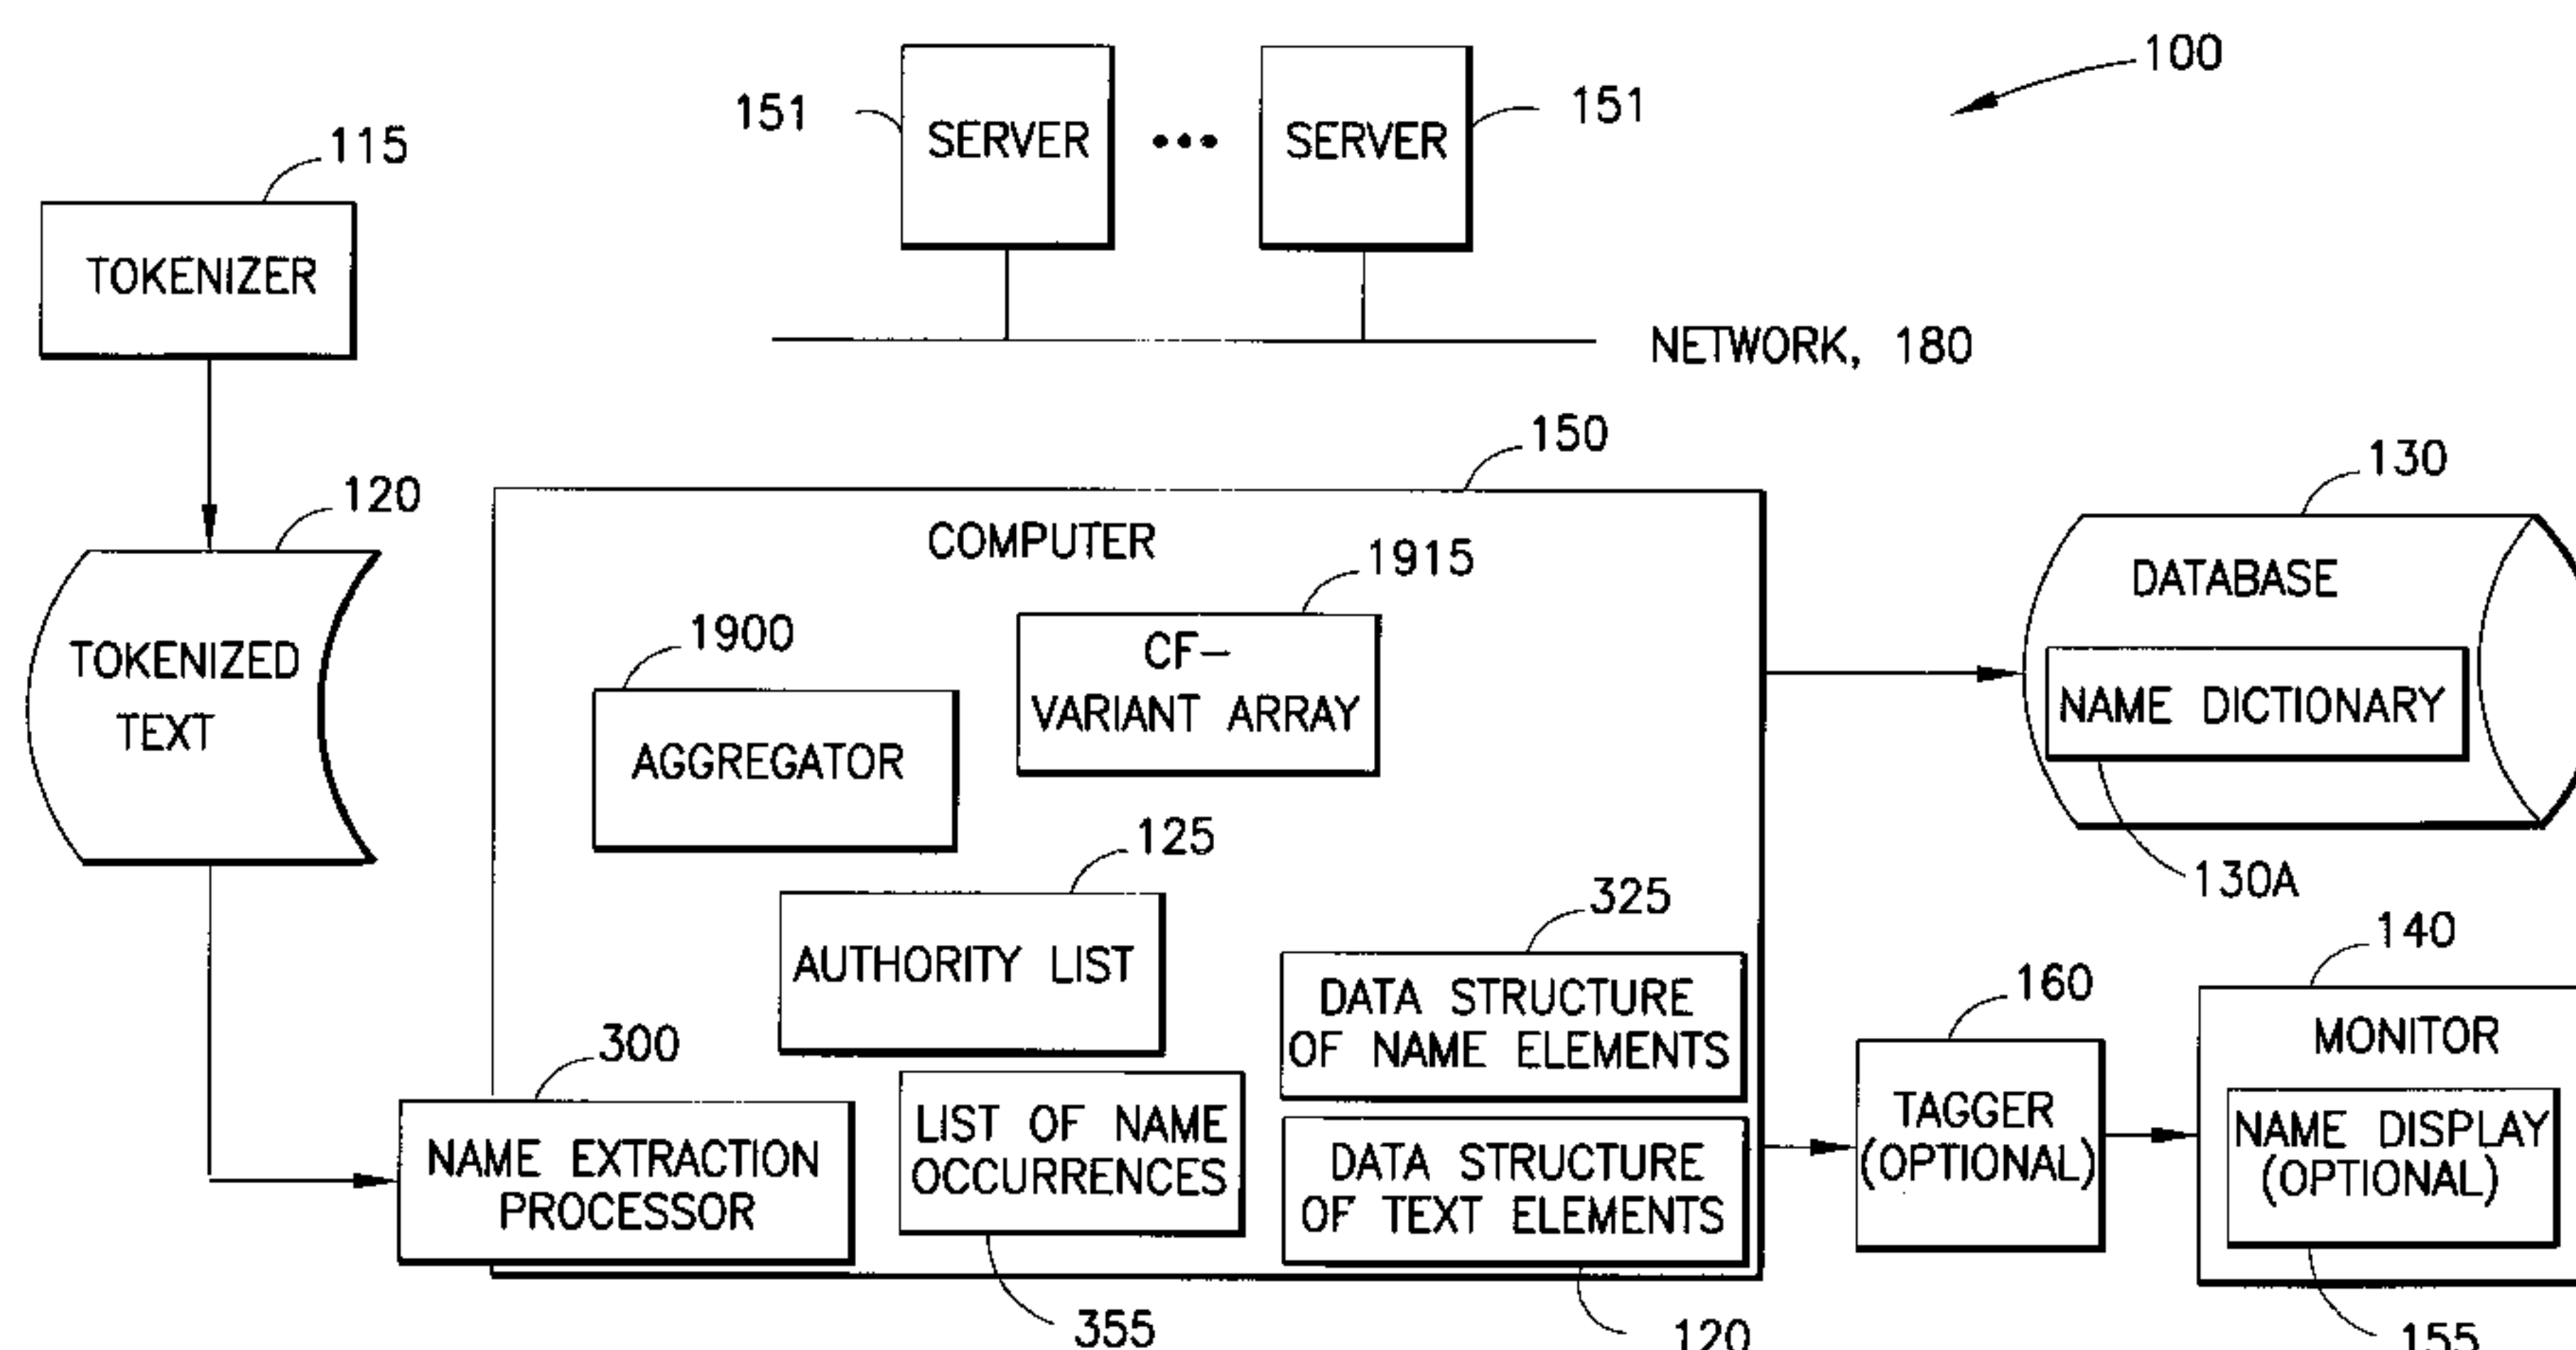 100
151
SERVER
SERVER
151
115
TOKENIZER
NETWORK, 180
150
130
120
COMPUTER
DATABASE
1915
CF-
VARIANT ARRAY
1900
AGGREGATOR
TOKENIZED
TEXT
NAME DICTIONARY
130A
125
AUTHORITY LIST
325
DATA STRUCTURE
OF NAME ELEMENTS
140
160
MONITOR
300
NAME EXTRACTION
PROCESSOR
LIST OF NAME
OCCURRENCES
DATA STRUCTURE
OF TEXT ELEMENTS
TAGGER
(OPTIONAL)
NAME DISPLAY
(OPTIONAL)
355
120
155